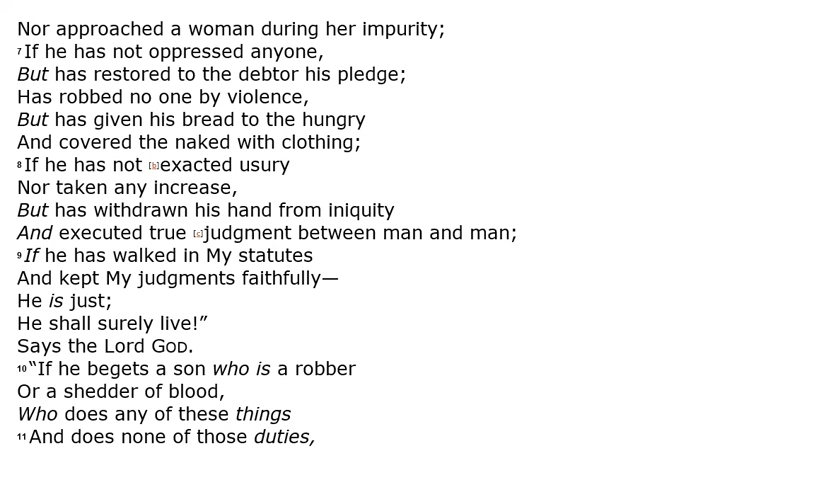 Nor approached a woman during her impurity;
7 If he has not oppressed anyone,
But has restored to the debtor his pledge;
Has robbed no one by violence,
But has given his bread to the hungry
And covered the naked with clothing;
8 If he has not [b]exacted usury
Nor taken any increase,
But has withdrawn his hand from iniquity
And executed true [c]judgment between man and man;
9 If he has walked in My statutes
And kept My judgments faithfully—
He is just;
He shall surely live!”
Says the Lord GOD.
10 “If he begets a son who is a robber
Or a shedder of blood,
Who does any of these things
11 And does none of those duties,